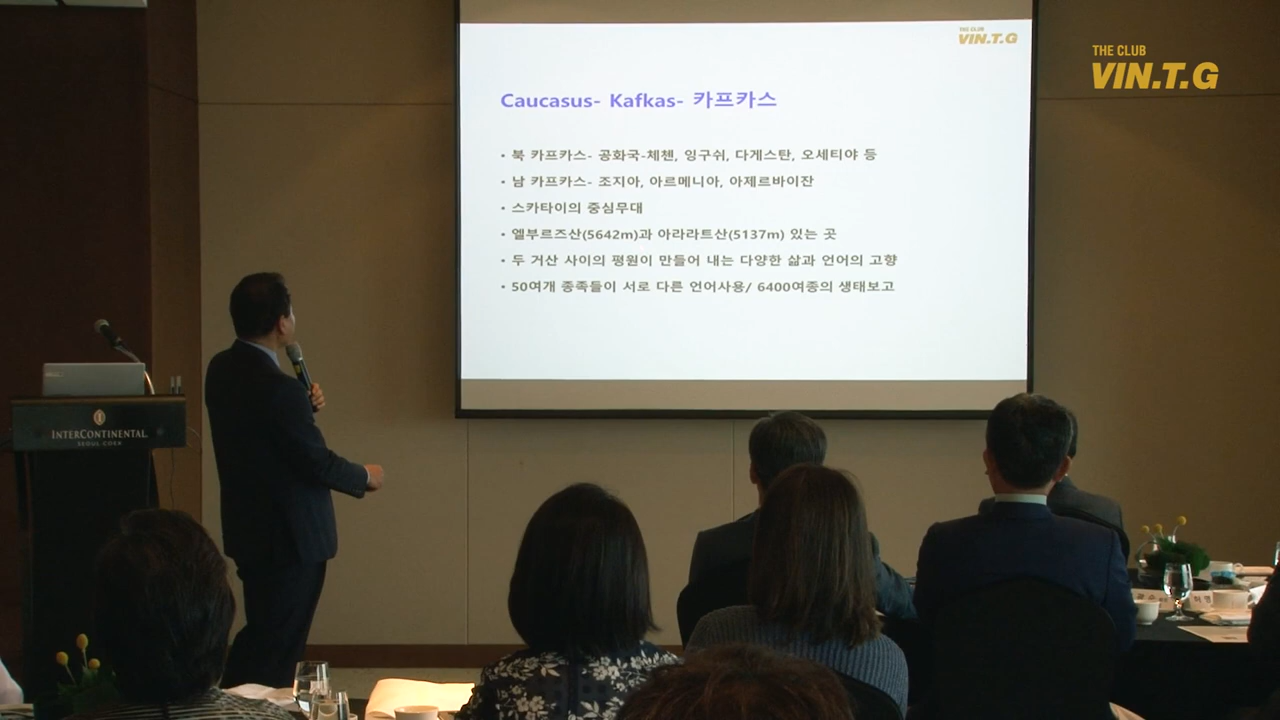 THE CLUB
VIN.T.G
Caucasus- Kafkas- 카프카스
• 북 카프카스- 공화국-체첸, 잉구쉬, 다게스탄, 오세티야 등
• 남 카프카스- 조지아, 아르메니아, 아제르바이잔
• 스카타이의 중심무대
• 엘부르즈산(5642m)과 아라라트산(5137m) 있는 곳
• 두 거산 사이의 평원이 만들어 내는 다양한 삶과 언어의 고향
• 50여개 종족들이 서로 다른 언어사용/ 6400여종의 생태보고
THE CLUB
VIN.T.G
INTERCONTINENTAL
SEOUL COEX